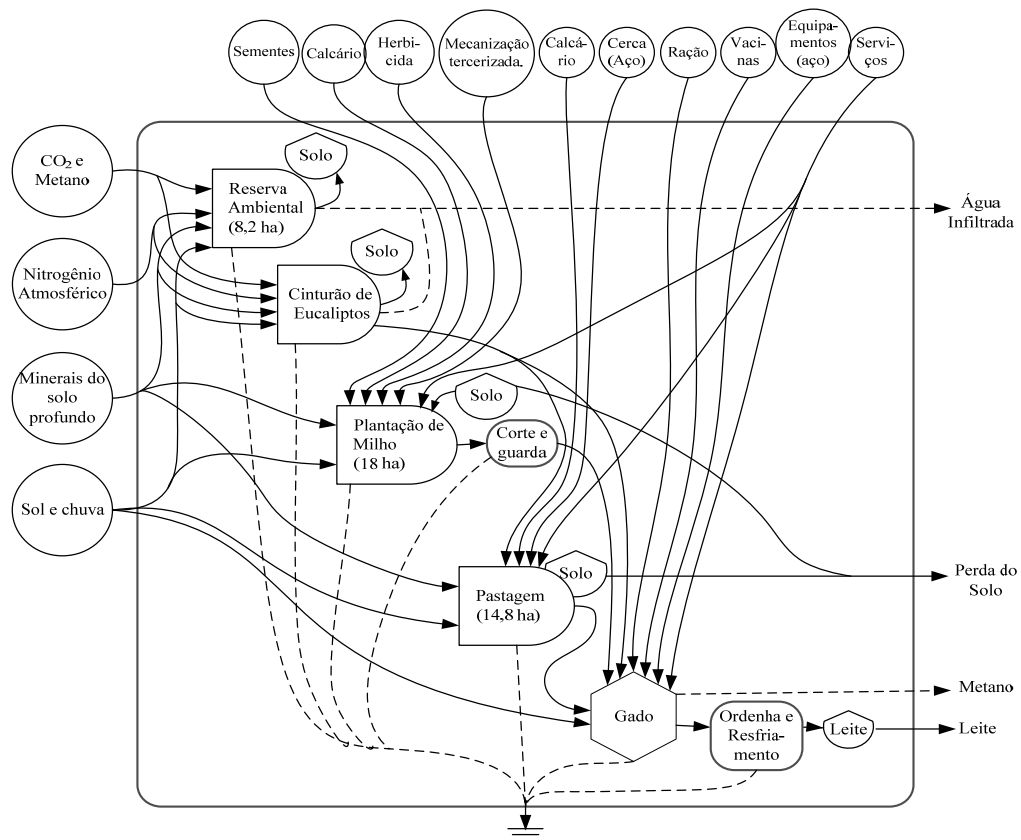 Sementes
Calcário
Herbi-
cida
Mecanização
tercerizada.
Calcá-
rio
Cerca
(Aço)
Ração
Vaci-
nas
Equipa-
mentos
(aço)
Servi-
ços
CO₂ e
Metano
Nitrogênio
Atmosférico
Minerais do
solo
profundo
Sol e chuva
Solo
Reserva
Ambiental
(8,2 ha)
Solo
Cinturão de
Eucaliptos
Solo
Plantação de
Milho
(18 ha)
Corte e
guarda
Solo
Pastagem
(14,8 ha)
Gado
Ordenha e
Resfria-
mento
Leite
Água
Infiltrada
Perda do
Solo
Metano
Leite